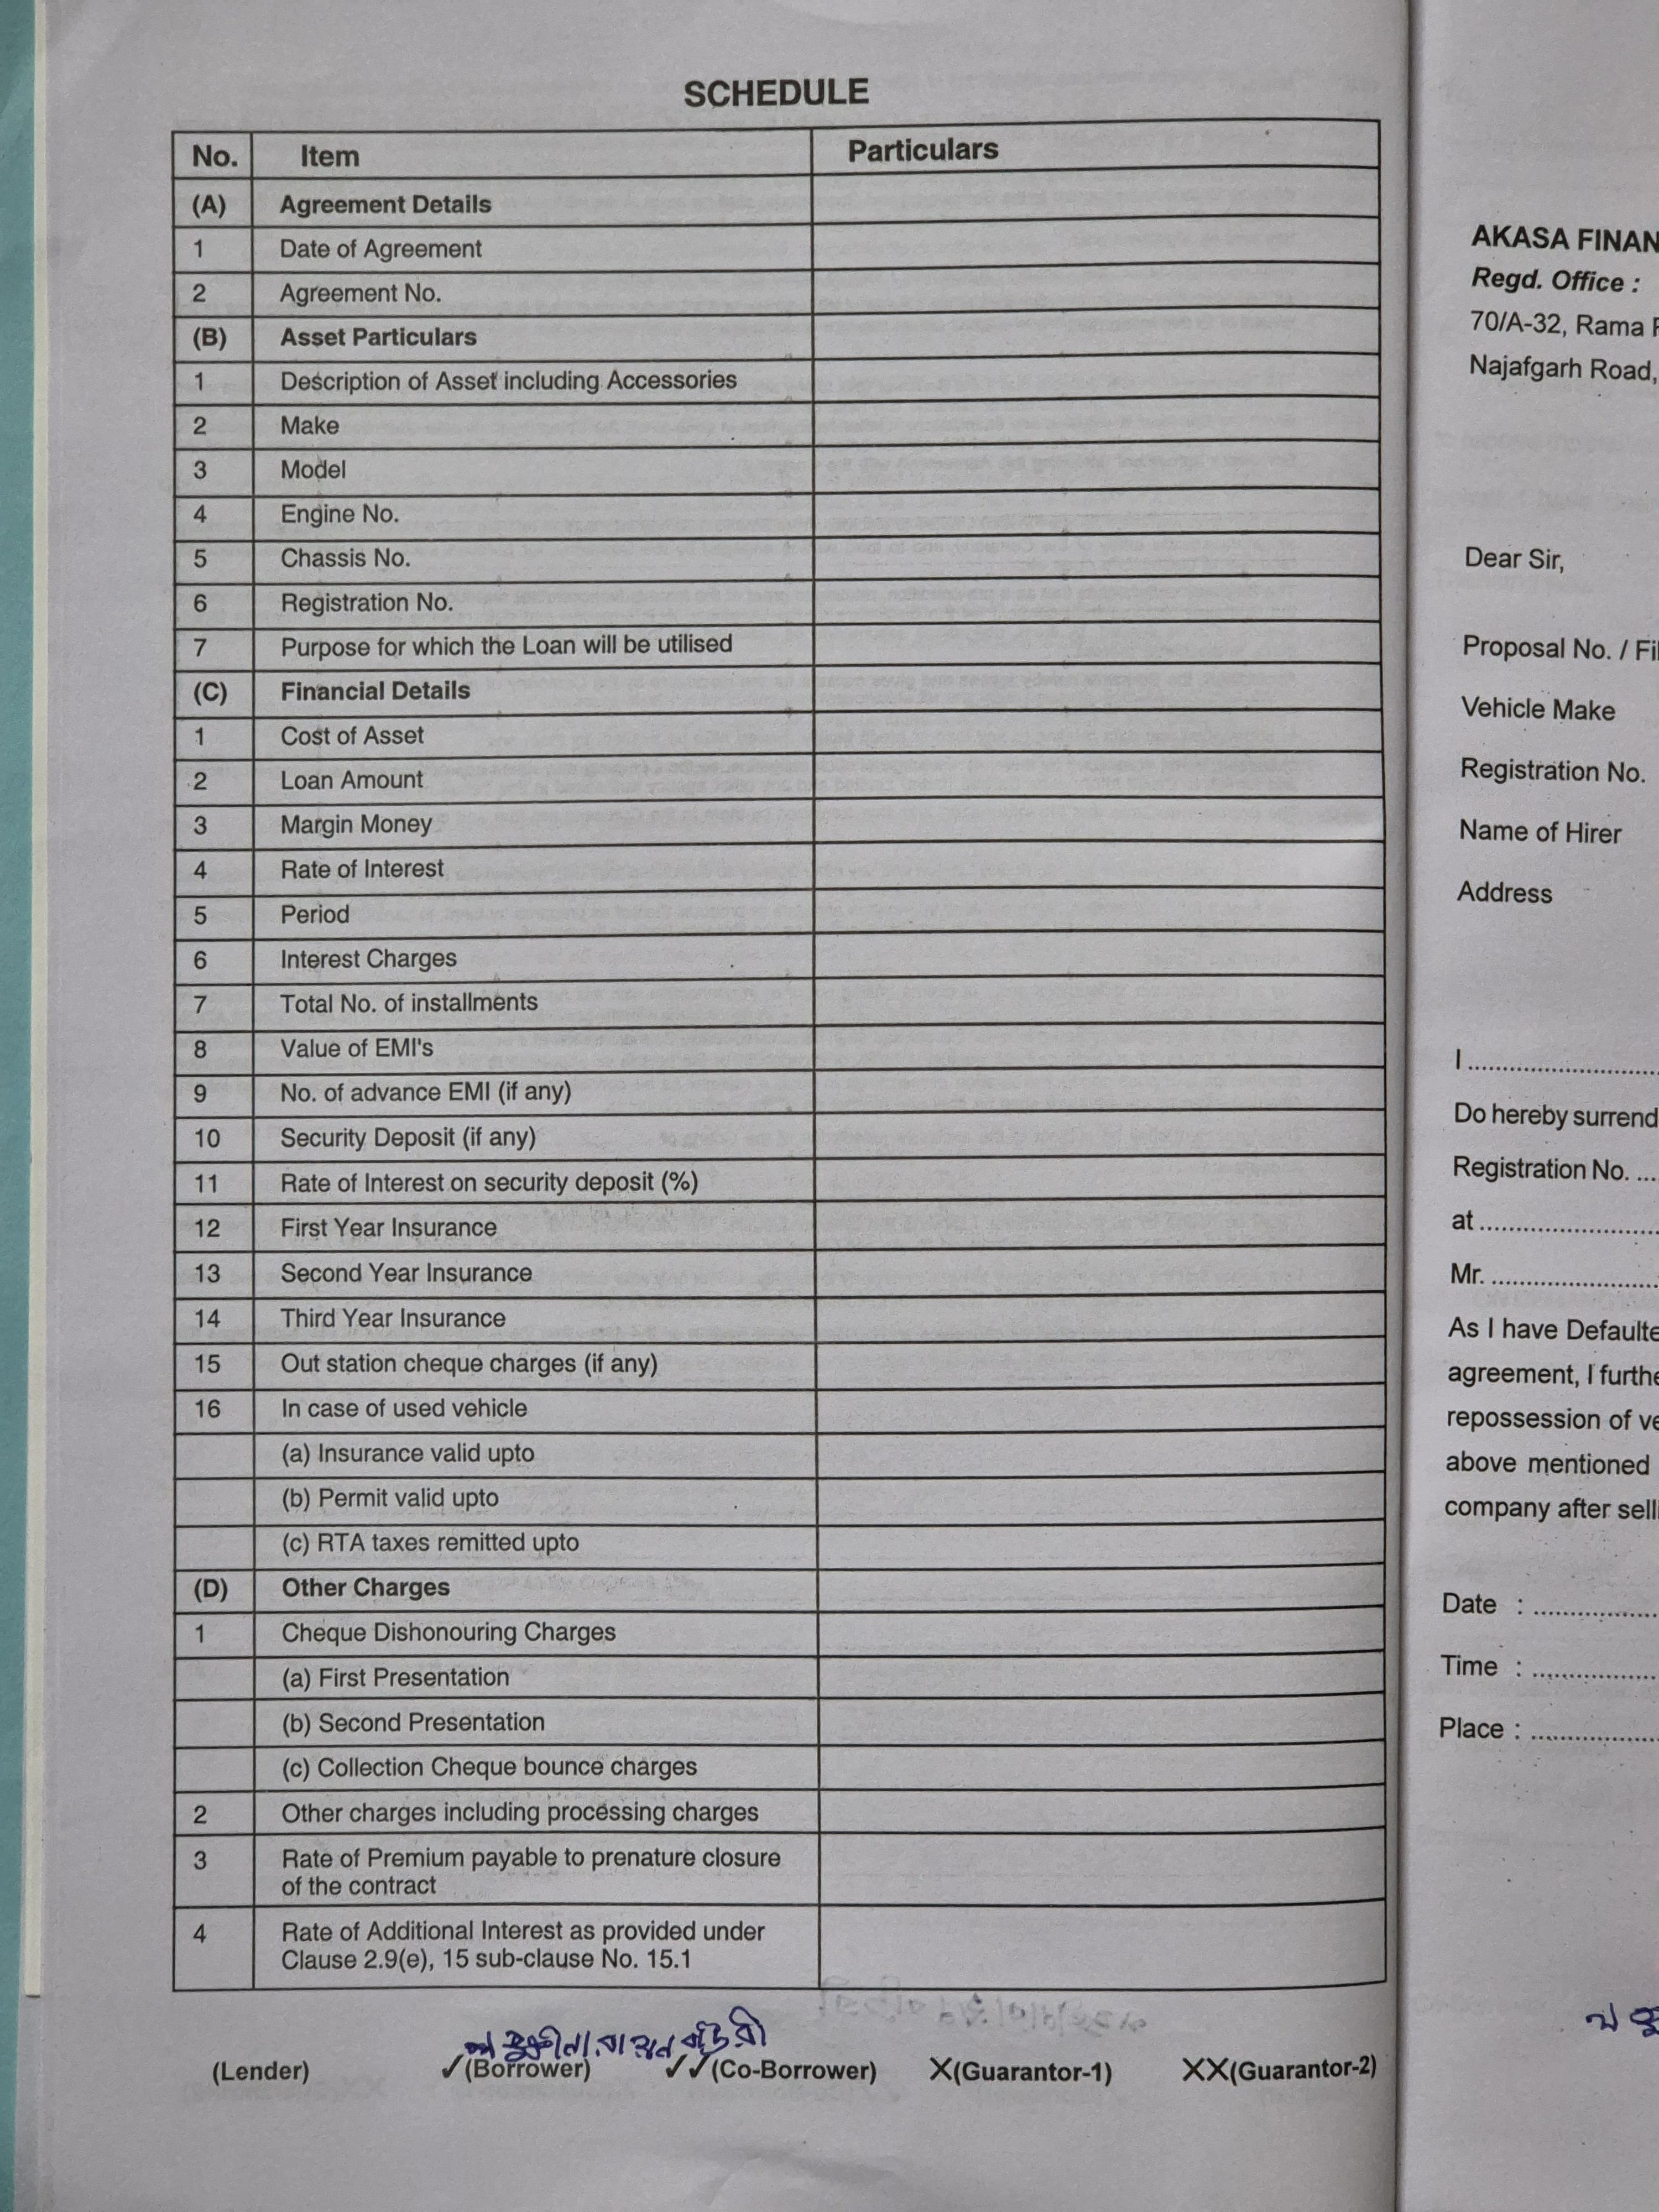 SCHEDULE
No. Item Particulars
(A) Agreement Details
1 Date of Agreement
2 Agreement No.
(B) Asset Particulars
1 Description of Asset including Accessories
2 Make
3 Model
4 Engine No.
5 Chassis No.
6 Registration No.
7 Purpose for which the Loan will be utilised
(C) Financial Details
1 Cost of Asset
2 Loan Amount
3 Margin Money
4 Rate of Interest
5 Period
6 Interest Charges
7 Total No. of installments
8 Value of EMI's
9 No. of advance EMI (if any)
10 Security Deposit (if any)
11 Rate of Interest on security deposit (%)
12 First Year Insurance
13 Second Year Insurance
14 Third Year Insurance
15 Out station cheque charges (if any)
16 In case of used vehicle
(a) Insurance valid upto
(b) Permit valid upto
(c) RTA taxes remitted upto
(D) Other Charges
1 Cheque Dishonouring Charges
(a) First Presentation
(b) Second Presentation
(c) Collection Cheque bounce charges
2 Other charges including processing charges
3 Rate of Premium payable to prenature closure
of the contract
4 Rate of Additional Interest as provided under
Clause 2.9(e), 15 sub-clause No. 15.1
(Lender) ✓(Borrower) ✓✓(Co-Borrower) X(Guarantor-1) XX(Guarantor-2)
AKASA FINAN
Regd. Office :
70/A-32, Rama
Najafgarh Road,
Dear Sir,
Proposal No. / Fil
Vehicle Make
Registration No.
Name of Hirer
Address
I ..........................
Do hereby surrend
Registration No. ...
at ..........................
Mr. ........................
As I have Defaulte
agreement, I furthe
repossession of ve
above mentioned
company after selli
Date : ..................
Time : ..................
Place : ..................